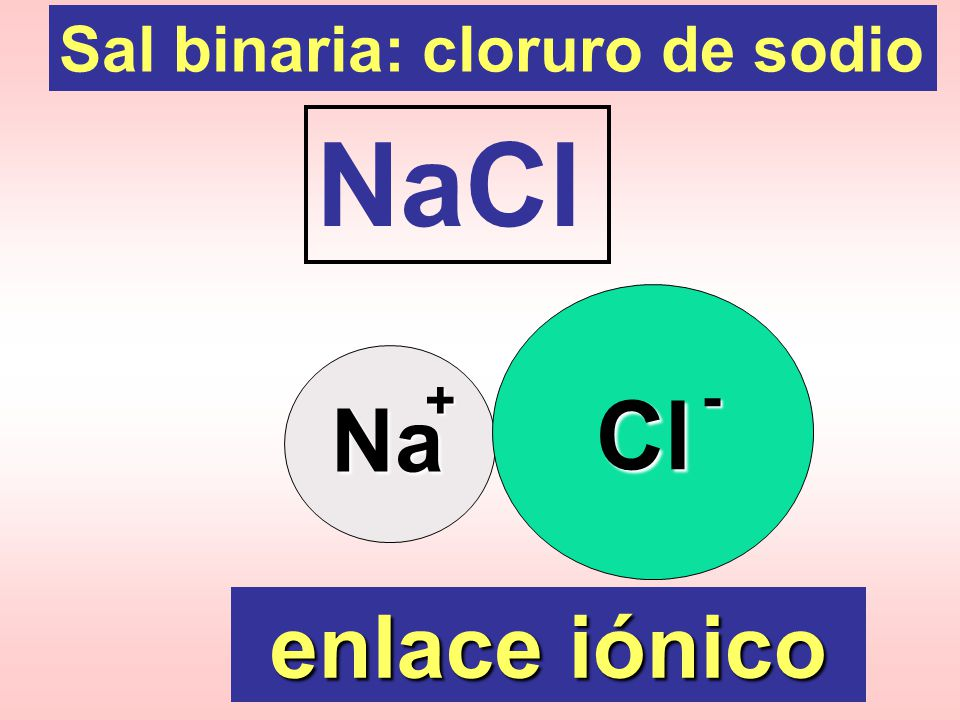 Sal binaria: cloruro de sodio
NaCl
Na+
Cl-
enlace iónico